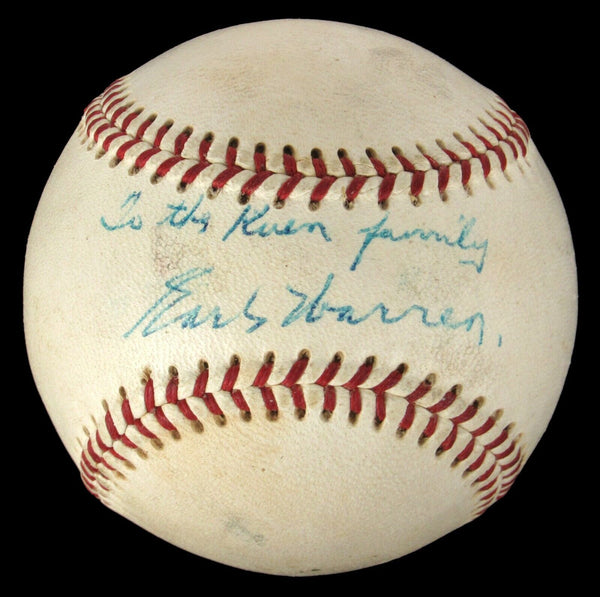 To the Kuen family
Earl Warren.